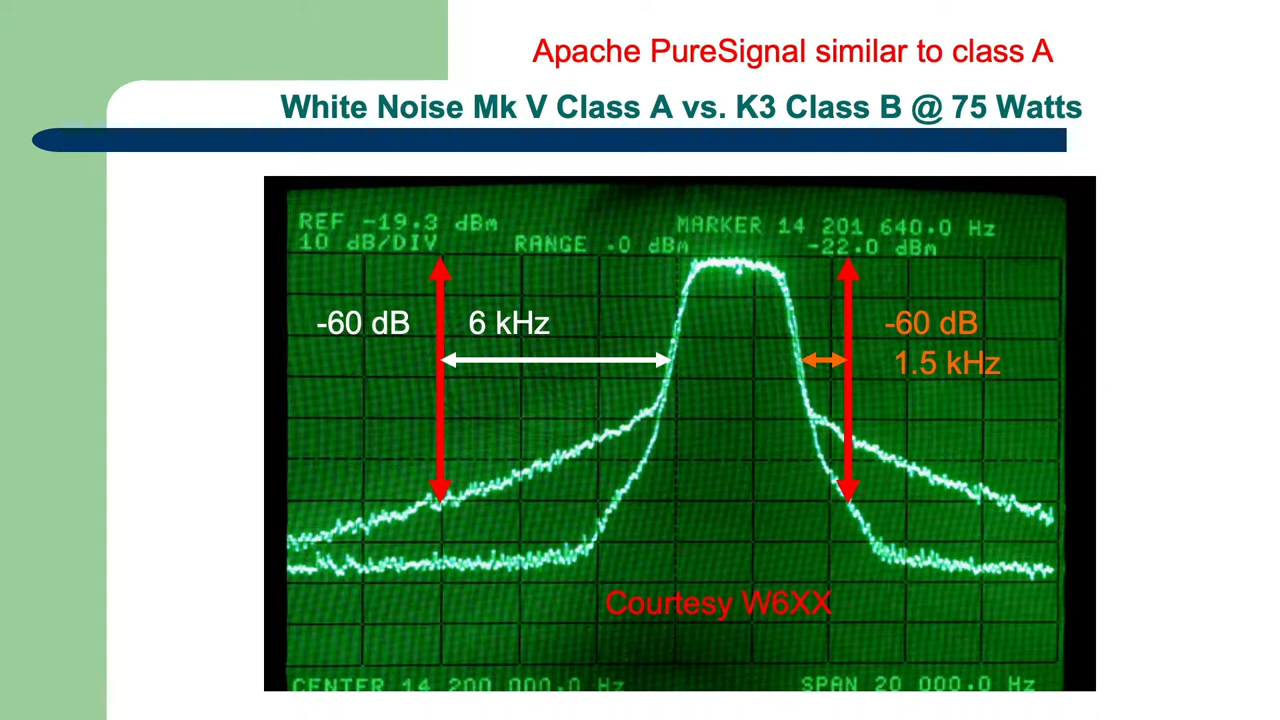 Apache PureSignal similar to class A
White Noise Mk V Class A vs. K3 Class B @ 75 Watts
REF -19.3 dBm
MARKER 14 201 640.0 Hz
10 dB/DIV
RANGE .0 dBm
-22.0 dBm
-60 dB
6 kHz
-60 dB
1.5 kHz
Courtesy W6XX
CENTER 14 200 000.0 Hz
SPAN 20 000.0 Hz